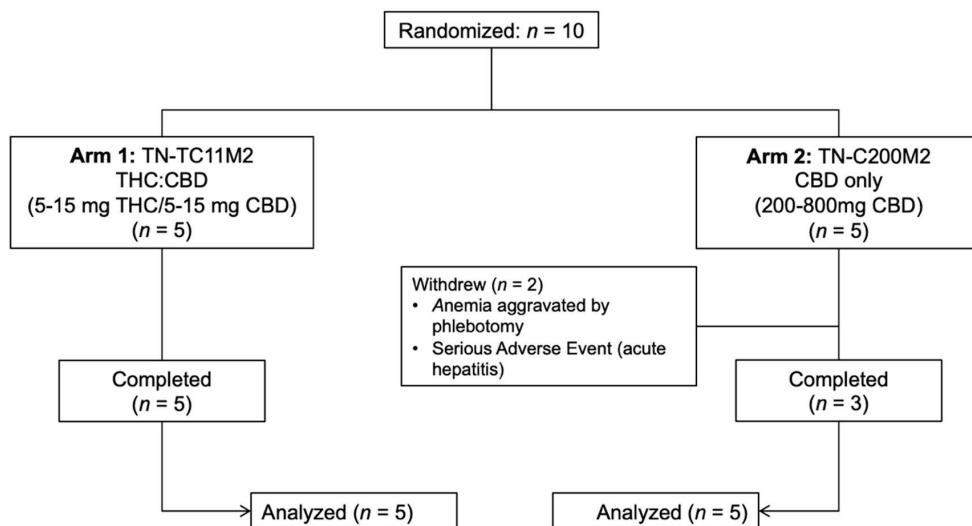 Randomized: n = 10
Arm 1: TN-TC11M2
THC:CBD
(5-15 mg THC/5-15 mg CBD)
(n = 5)
Arm 2: TN-C200M2
CBD only
(200-800mg CBD)
(n = 5)
Withdrew (n = 2)
• Anemia aggravated by
phlebotomy
• Serious Adverse Event (acute
hepatitis)
Completed
(n = 5)
Completed
(n = 3)
Analyzed (n = 5)
Analyzed (n = 5)